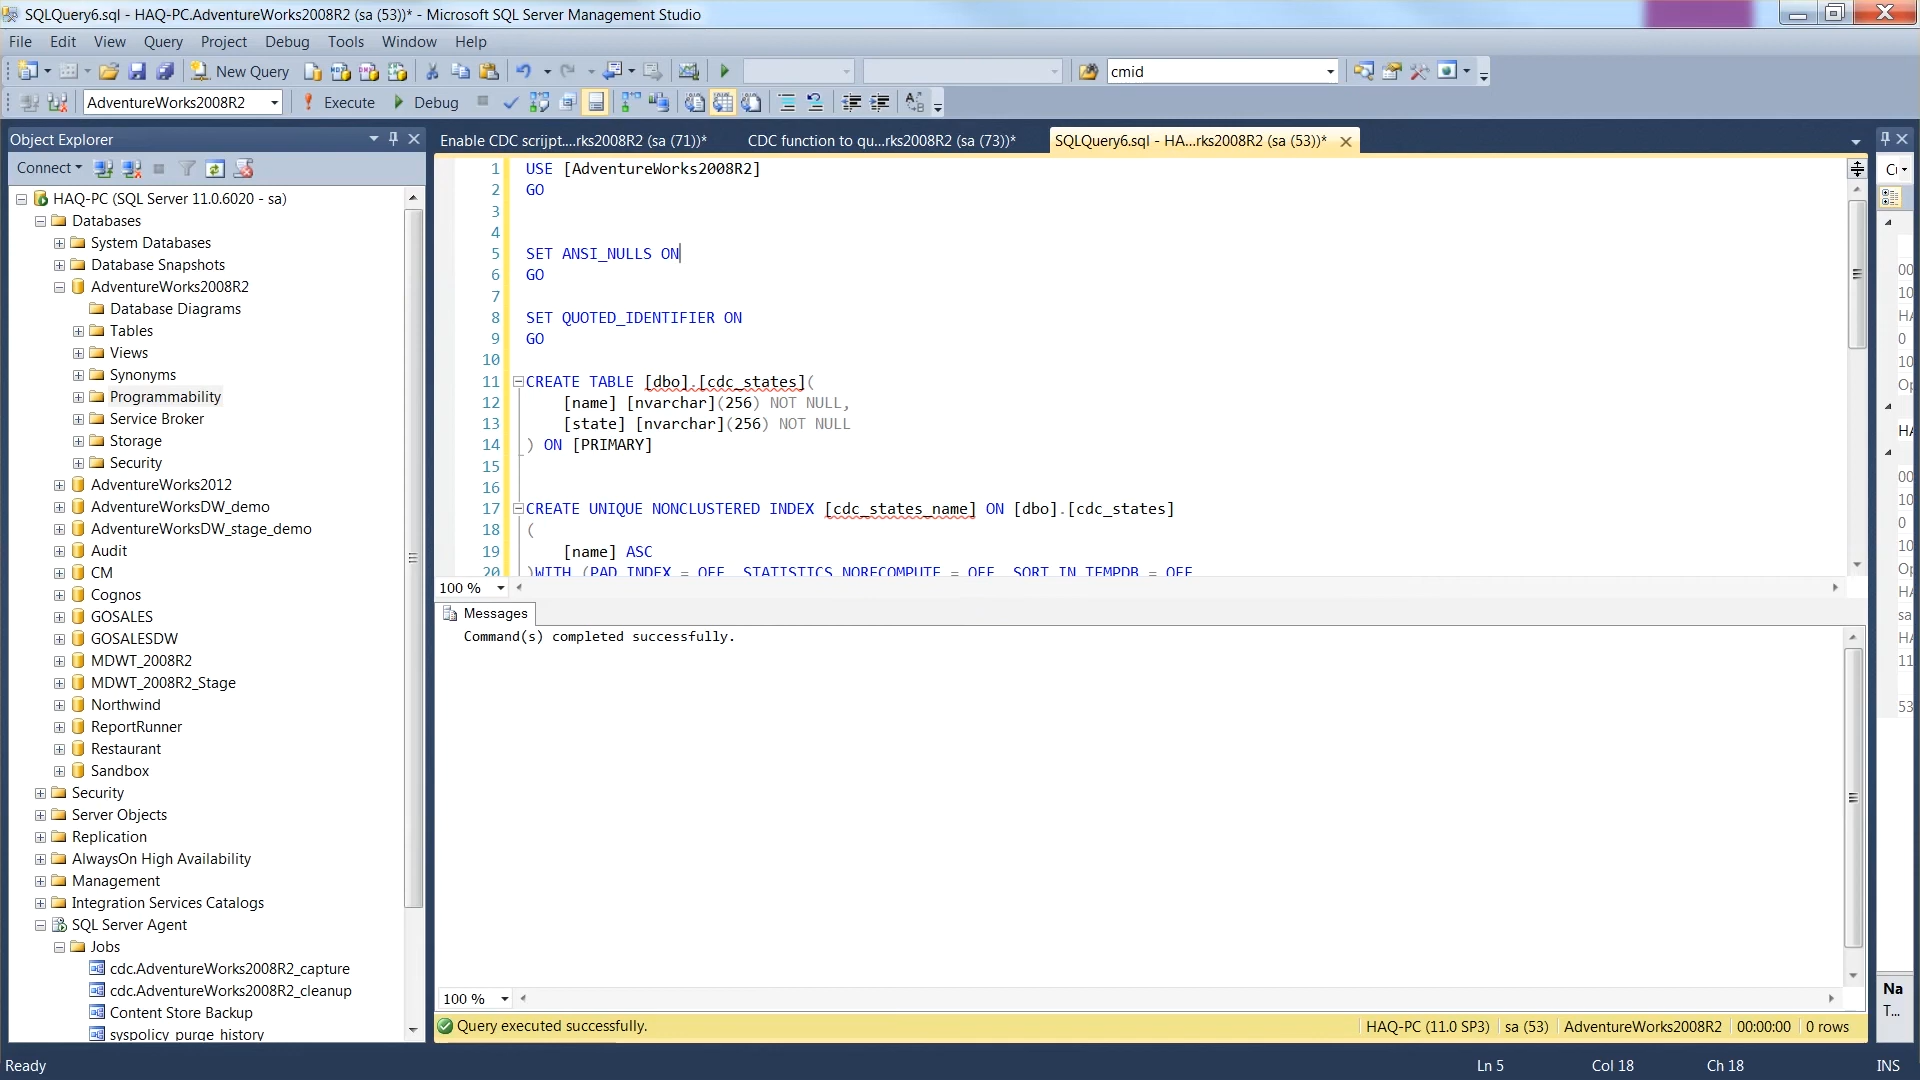 SQLQuery6.sql - HAQ-PC.AdventureWorks2008R2 (sa (53))* - Microsoft SQL Server Management Studio
File Edit View Query Project Debug Tools Window Help
New Query cmid
AdventureWorks2008R2 Execute Debug
Object Explorer
Connect
HAQ-PC (SQL Server 11.0.6020 - sa)
Databases
System Databases
Database Snapshots
AdventureWorks2008R2
Database Diagrams
Tables
Views
Synonyms
Programmability
Service Broker
Storage
Security
AdventureWorks2012
AdventureWorksDW_demo
AdventureWorksDW_stage_demo
Audit
CM
Cognos
GOSALES
GOSALESDW
MDWT_2008R2
MDWT_2008R2_Stage
Northwind
ReportRunner
Restaurant
Sandbox
Security
Server Objects
Replication
AlwaysOn High Availability
Management
Integration Services Catalogs
SQL Server Agent
Jobs
cdc.AdventureWorks2008R2_capture
cdc.AdventureWorks2008R2_cleanup
Content Store Backup
syspolicy_purge_history
Enable CDC scrijpt....rks2008R2 (sa (71))* CDC function to qu...rks2008R2 (sa (73))* SQLQuery6.sql - HA...rks2008R2 (sa (53))*
1 USE [AdventureWorks2008R2]
2 GO
3
4
5 SET ANSI_NULLS ON
6 GO
7
8 SET QUOTED_IDENTIFIER ON
9 GO
10
11 CREATE TABLE [dbo].[cdc_states](
12 [name] [nvarchar](256) NOT NULL,
13 [state] [nvarchar](256) NOT NULL
14 ) ON [PRIMARY]
15
16
17 CREATE UNIQUE NONCLUSTERED INDEX [cdc_states_name] ON [dbo].[cdc_states]
18 (
19 [name] ASC
20 )WITH (PAD_INDEX = OFF, STATISTICS_NORECOMPUTE = OFF, SORT_IN_TEMPDB = OFF
100 %
Messages
Command(s) completed successfully.
100 %
Query executed successfully. HAQ-PC (11.0 SP3) sa (53) AdventureWorks2008R2 00:00:00 0 rows
Na
T...
Ready Ln 5 Col 18 Ch 18 INS